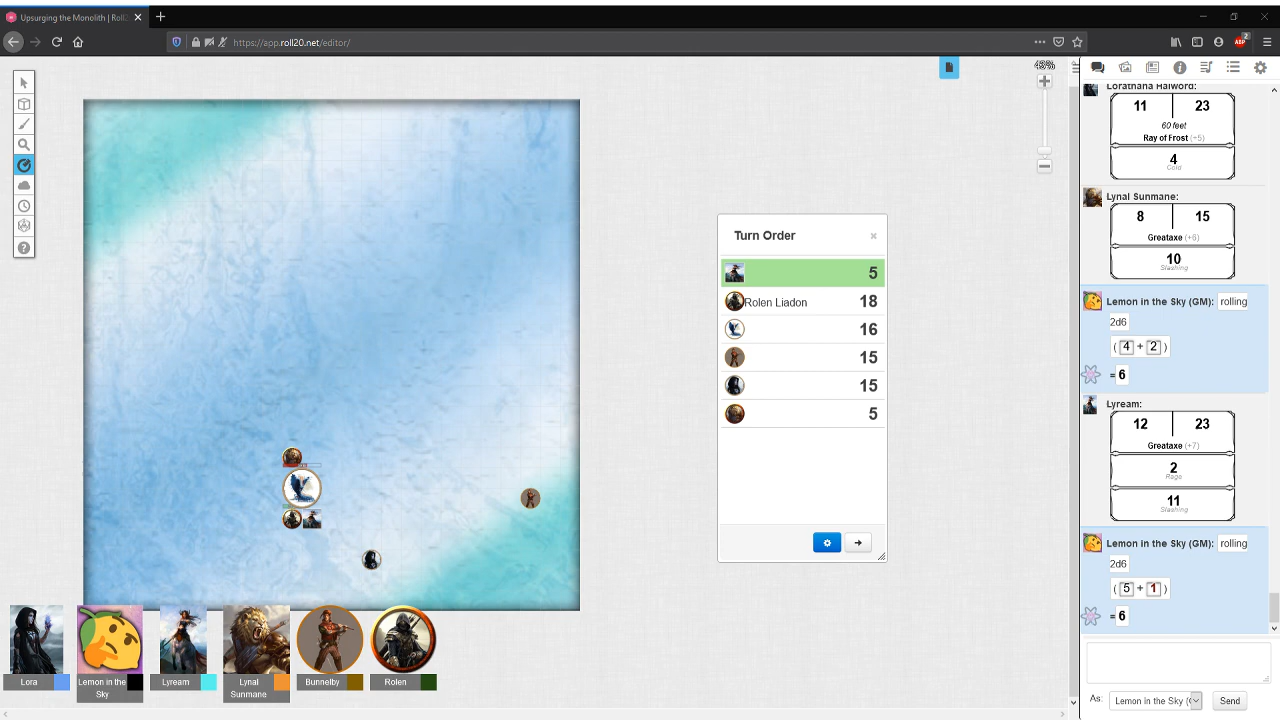 Upsurging the Monolith | Roll2
https://app.roll20.net/editor/
2
43%
Turn Order
×
5
Rolen Liadon 18
16
15
15
5
Lorathana Halword:
11 23
60 feet
Ray of Frost (+5)
4
Cold
Lynal Sunmane:
8 15
Greataxe (+6)
10
Slashing
Lemon in the Sky (GM): rolling
2d6
( 4 + 2 )
= 6
Lyream:
12 23
Greataxe (+7)
2
Rage
11
Slashing
Lemon in the Sky (GM): rolling
2d6
( 5 + 1 )
= 6
As: Lemon in the Sky (G
Send
Lora
Lemon in the
Sky
Lyream
Lynal
Sunmane
Bunnelby
Rolen